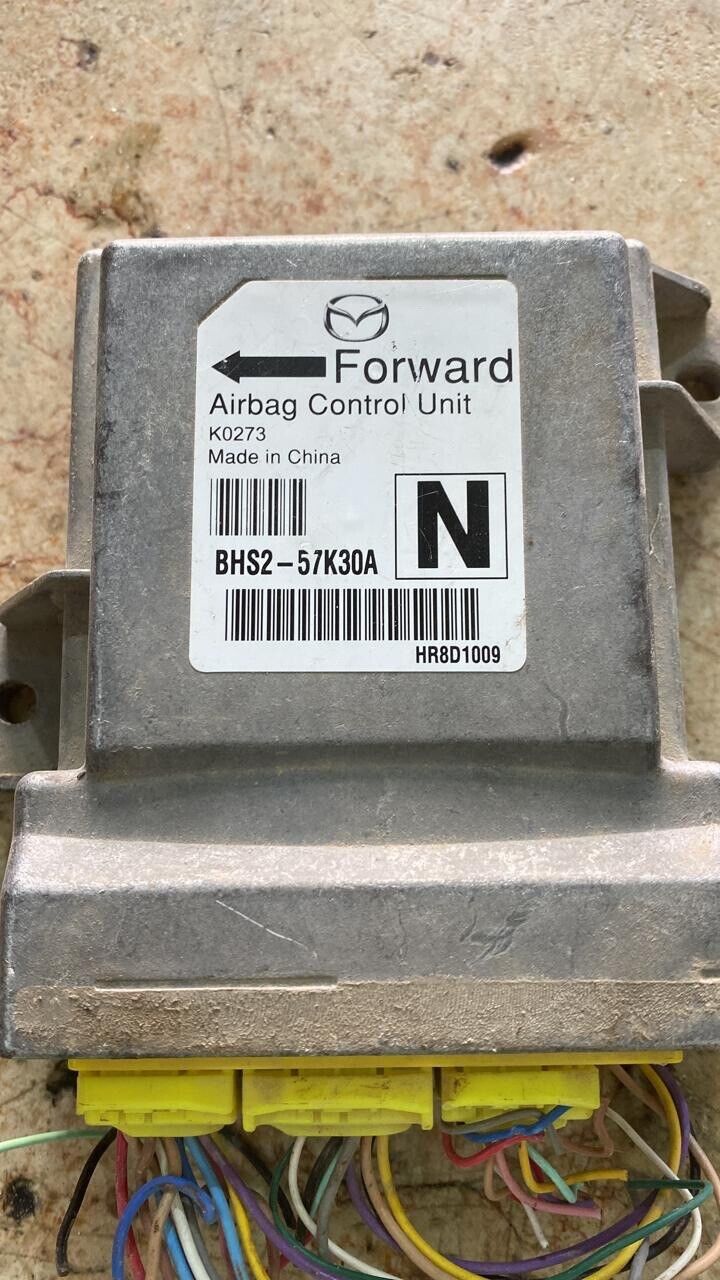 Forward
Airbag Control Unit
K0273
Made in China
N
BHS2-57K30A
HR8D1009